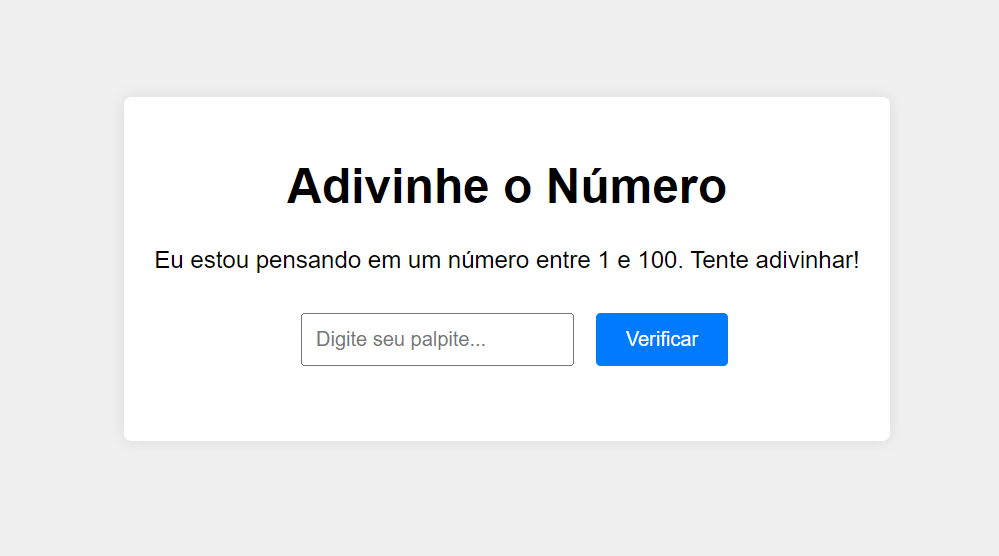 Adivinhe o Número
Eu estou pensando em um número entre 1 e 100. Tente adivinhar!
Digite seu palpite... Verificar